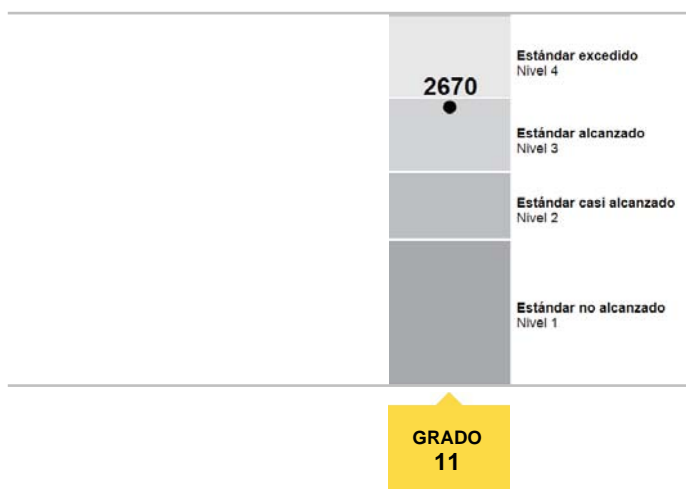 Estándar excedido
Nivel 4
2670
Estándar alcanzado
Nivel 3
Estándar casi alcanzado
Nivel 2
Estándar no alcanzado
Nivel 1
GRADO
11